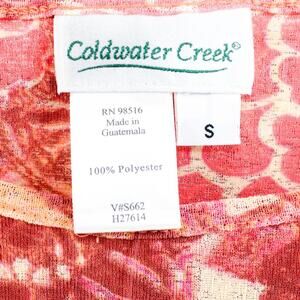 Coldwater Creek®
RN 98516
Made in
Guatemala
S
100% Polyester
V#S662
H27614